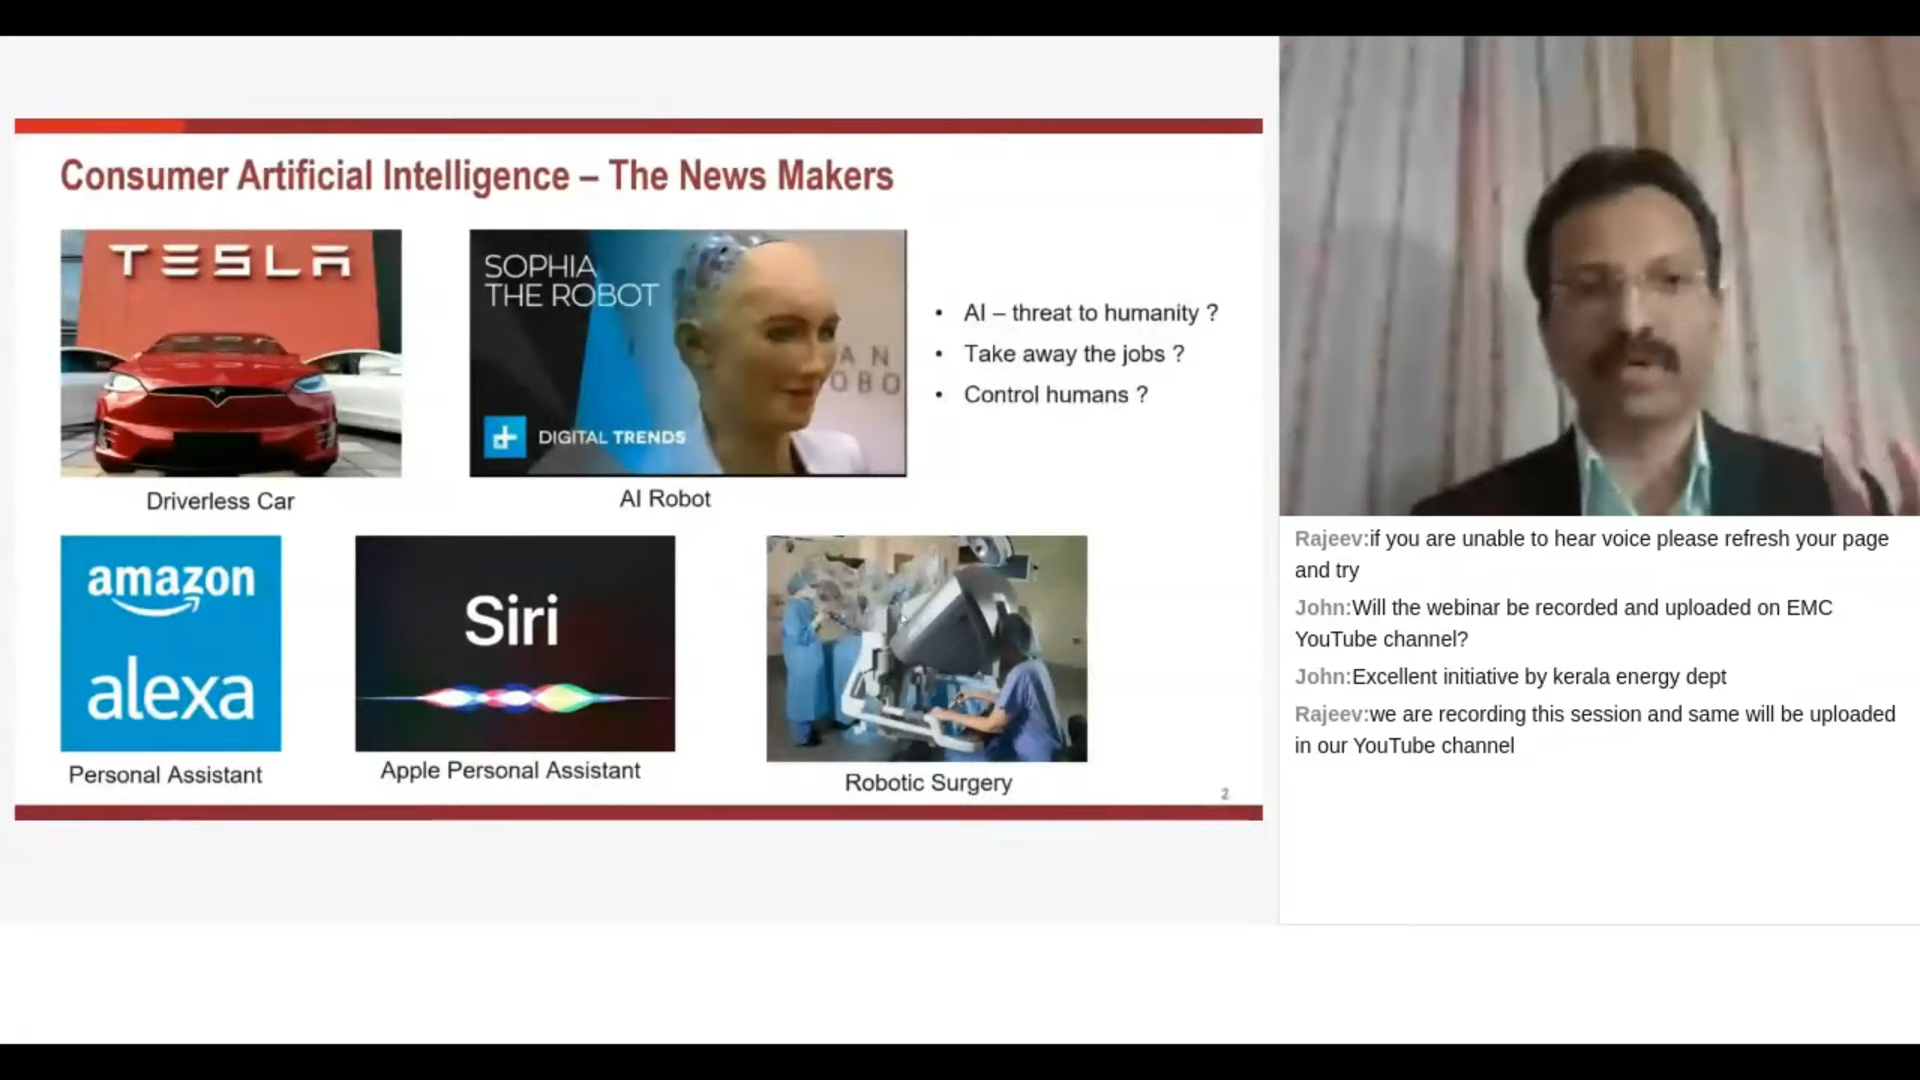 Consumer Artificial Intelligence – The News Makers
TESLA
SOPHIA
THE ROBOT
AN
OBO
DIGITAL TRENDS
• AI – threat to humanity ?
• Take away the jobs ?
• Control humans ?
Driverless Car
AI Robot
amazon
alexa
Siri
Personal Assistant
Apple Personal Assistant
Robotic Surgery
2
Rajeev:if you are unable to hear voice please refresh your page
and try
John:Will the webinar be recorded and uploaded on EMC
YouTube channel?
John:Excellent initiative by kerala energy dept
Rajeev:we are recording this session and same will be uploaded
in our YouTube channel